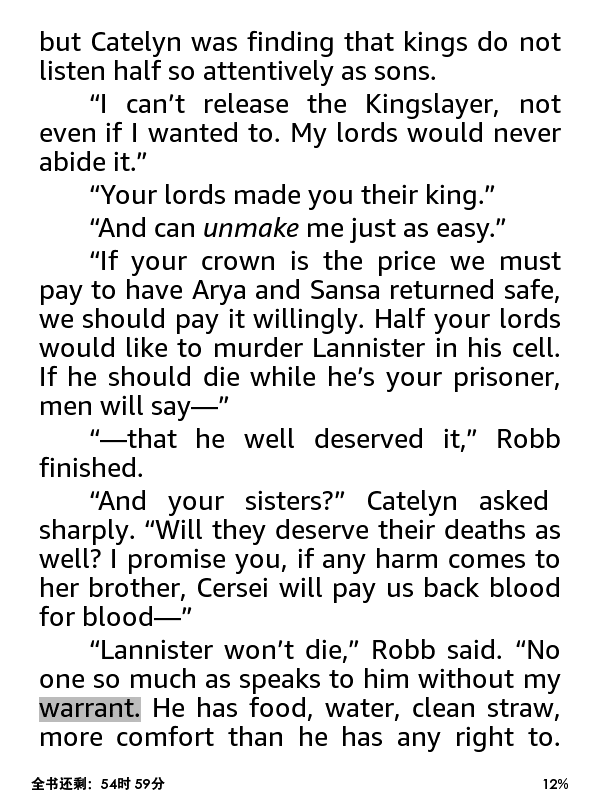 but Catelyn was finding that kings do not
listen half so attentively as sons.
“I can’t release the Kingslayer, not
even if I wanted to. My lords would never
abide it.”
“Your lords made you their king.”
“And can unmake me just as easy.”
“If your crown is the price we must
pay to have Arya and Sansa returned safe,
we should pay it willingly. Half your lords
would like to murder Lannister in his cell.
If he should die while he’s your prisoner,
men will say—”
“—that he well deserved it,” Robb
finished.
“And your sisters?” Catelyn asked
sharply. “Will they deserve their deaths as
well? I promise you, if any harm comes to
her brother, Cersei will pay us back blood
for blood—”
“Lannister won’t die,” Robb said. “No
one so much as speaks to him without my
warrant. He has food, water, clean straw,
more comfort than he has any right to.
全书还剩：54时 59分 12%